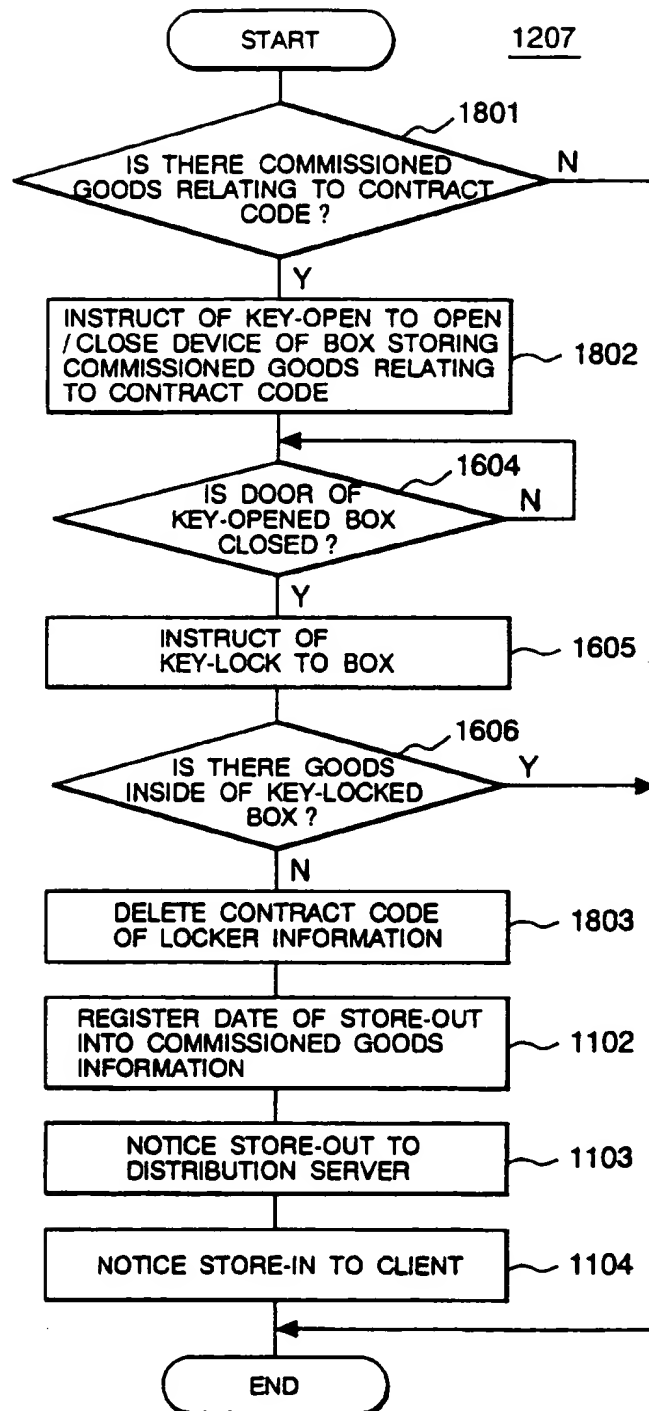 START
1207
1801
IS THERE COMMISSIONED
GOODS RELATING TO CONTRACT
CODE ?
N
Y
INSTRUCT OF KEY-OPEN TO OPEN
/ CLOSE DEVICE OF BOX STORING
COMMISSIONED GOODS RELATING
TO CONTRACT CODE
1802
1604
IS DOOR OF
KEY-OPENED BOX
CLOSED ?
N
Y
INSTRUCT OF
KEY-LOCK TO BOX
1605
1606
IS THERE GOODS
INSIDE OF KEY-LOCKED
BOX ?
Y
N
DELETE CONTRACT CODE
OF LOCKER INFORMATION
1803
REGISTER DATE OF STORE-OUT
INTO COMMISSIONED GOODS
INFORMATION
1102
NOTICE STORE-OUT TO
DISTRIBUTION SERVER
1103
NOTICE STORE-IN TO CLIENT
1104
END